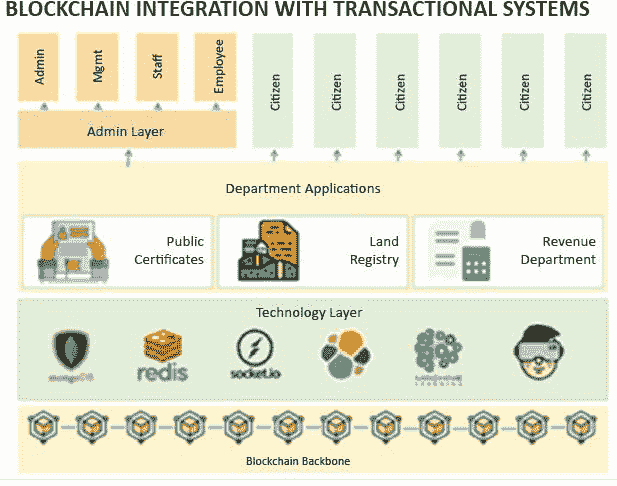 BLOCKCHAIN INTEGRATION WITH TRANSACTIONAL SYSTEMS
Admin
Mgmt
Staff
Employee
Citizen
Citizen
Citizen
Citizen
Citizen
Citizen
Admin Layer
Department Applications
Public
Certificates
Land
Registry
Revenue
Department
Technology Layer
mongoDB
redis
socket.io
LEARNING
Blockchain Backbone